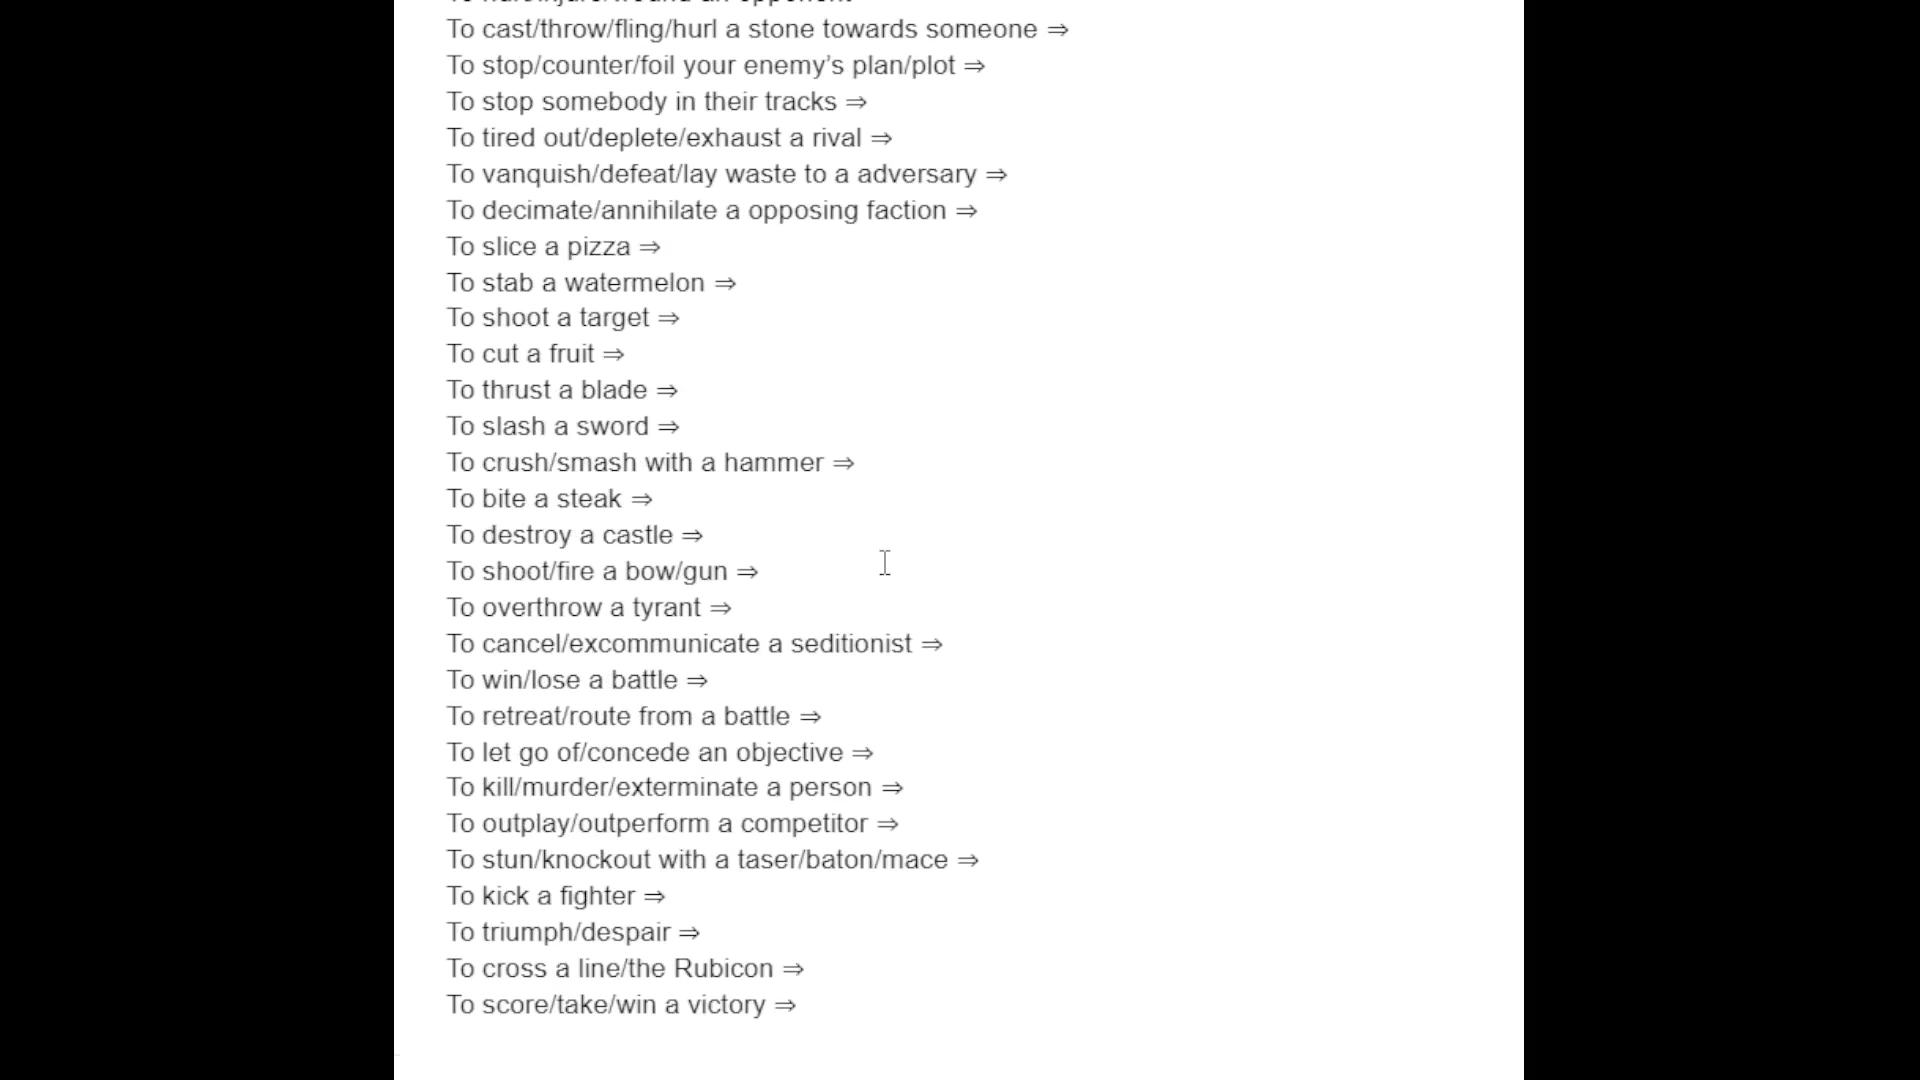 To cast/throw/fling/hurl a stone towards someone ⇒
To stop/counter/foil your enemy’s plan/plot ⇒
To stop somebody in their tracks ⇒
To tired out/deplete/exhaust a rival ⇒
To vanquish/defeat/lay waste to a adversary ⇒
To decimate/annihilate a opposing faction ⇒
To slice a pizza ⇒
To stab a watermelon ⇒
To shoot a target ⇒
To cut a fruit ⇒
To thrust a blade ⇒
To slash a sword ⇒
To crush/smash with a hammer ⇒
To bite a steak ⇒
To destroy a castle ⇒
To shoot/fire a bow/gun ⇒
To overthrow a tyrant ⇒
To cancel/excommunicate a seditionist ⇒
To win/lose a battle ⇒
To retreat/route from a battle ⇒
To let go of/concede an objective ⇒
To kill/murder/exterminate a person ⇒
To outplay/outperform a competitor ⇒
To stun/knockout with a taser/baton/mace ⇒
To kick a fighter ⇒
To triumph/despair ⇒
To cross a line/the Rubicon ⇒
To score/take/win a victory ⇒